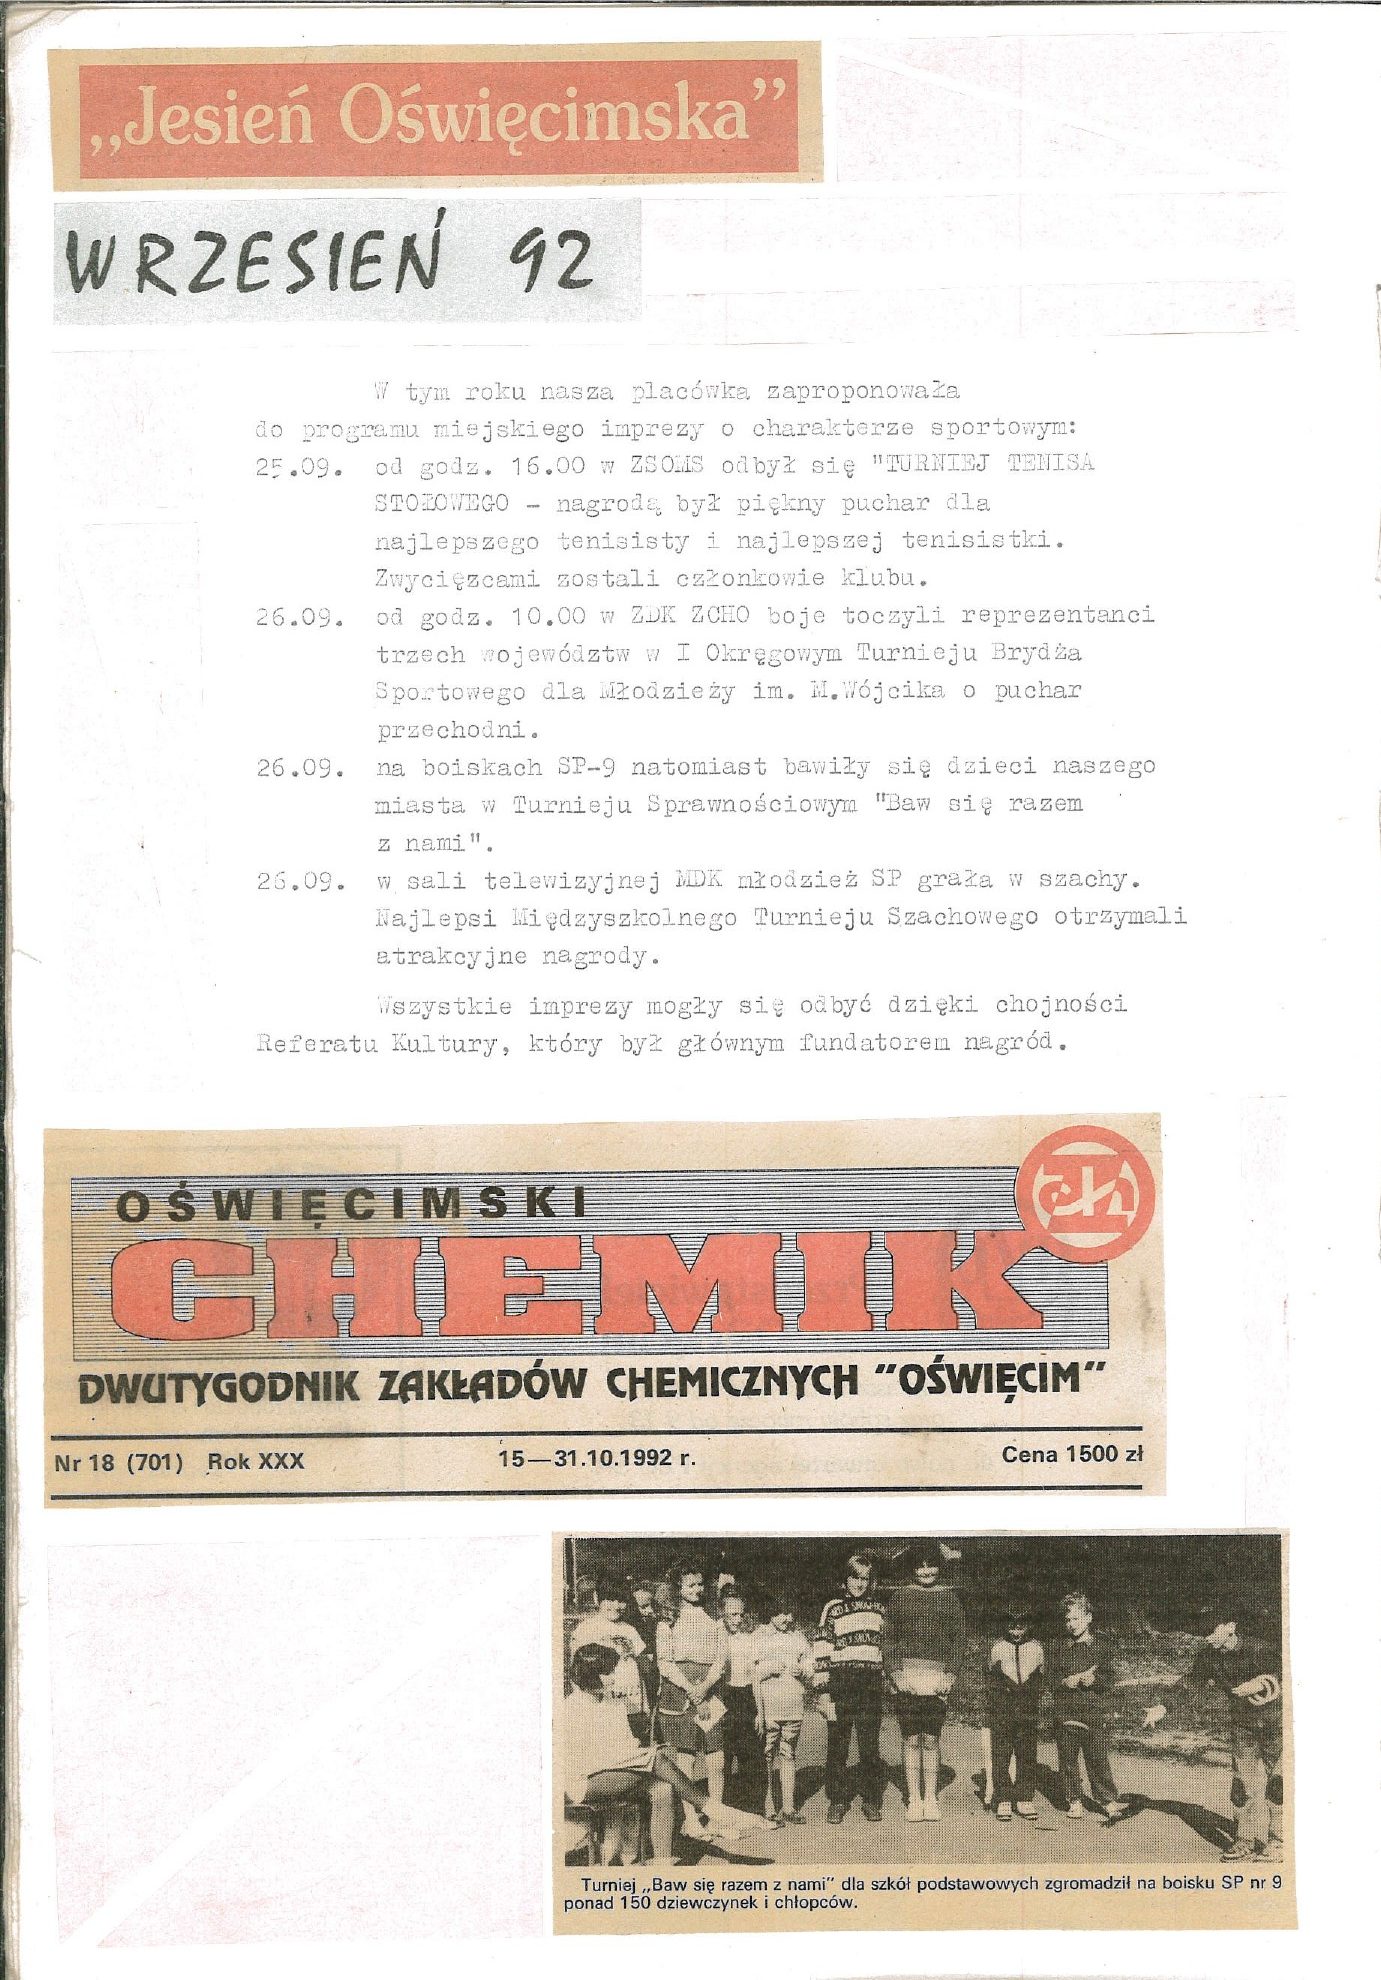 „Jesień Oświęcimska”
WRZESIEŃ 92
W tym roku nasza placówka zaproponowała
do programu miejskiego imprezy o charakterze sportowym:
25.09. od godz. 16.00 w ZSOMS odbył się "TURNIEJ TENISA
STOŁOWEGO - nagrodą był piękny puchar dla
najlepszego tenisisty i najlepszej tenisistki.
Zwycięzcami zostali członkowie klubu.
26.09. od godz. 10.00 w ZDK ZCHO boje toczyli reprezentanci
trzech województw w I Okręgowym Turnieju Brydża
Sportowego dla Młodzieży im. M.Wójcika o puchar
przechodni.
26.09. na boiskach SP-9 natomiast bawiły się dzieci naszego
miasta w Turnieju Sprawnościowym "Baw się razem
z nami".
26.09. w sali telewizyjnej MDK młodzież SP grała w szachy.
Najlepsi Międzyszkolnego Turnieju Szachowego otrzymali
atrakcyjne nagrody.
Wszystkie imprezy mogły się odbyć dzięki chojności
Referatu Kultury, który był głównym fundatorem nagród.
OŚWIĘCIMSKI
CHEMIK
DWUTYGODNIK ZAKŁADÓW CHEMICZNYCH "OŚWIĘCIM"
Nr 18 (701) Rok XXX 15—31.10.1992 r. Cena 1500 zł
Turniej „Baw się razem z nami” dla szkół podstawowych zgromadził na boisku SP nr 9
ponad 150 dziewczynek i chłopców.